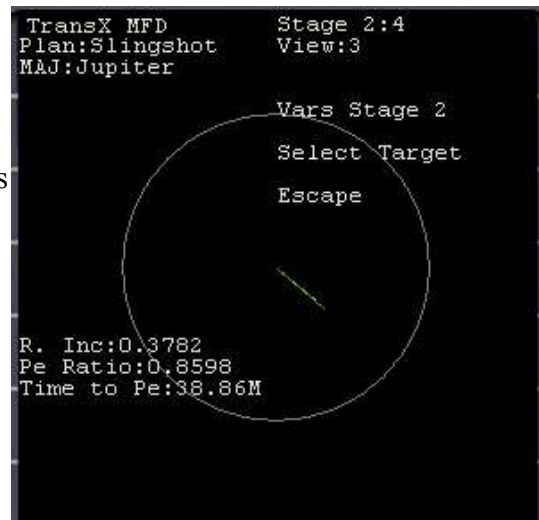 TransX MFD
Stage 2:4
Plan:Slingshot
View:3
MAJ:Jupiter
Vars Stage 2
Select Target
s
Escape
R. Inc:0.3782
Pe Ratio:0.8598
Time to Pe:38.86M